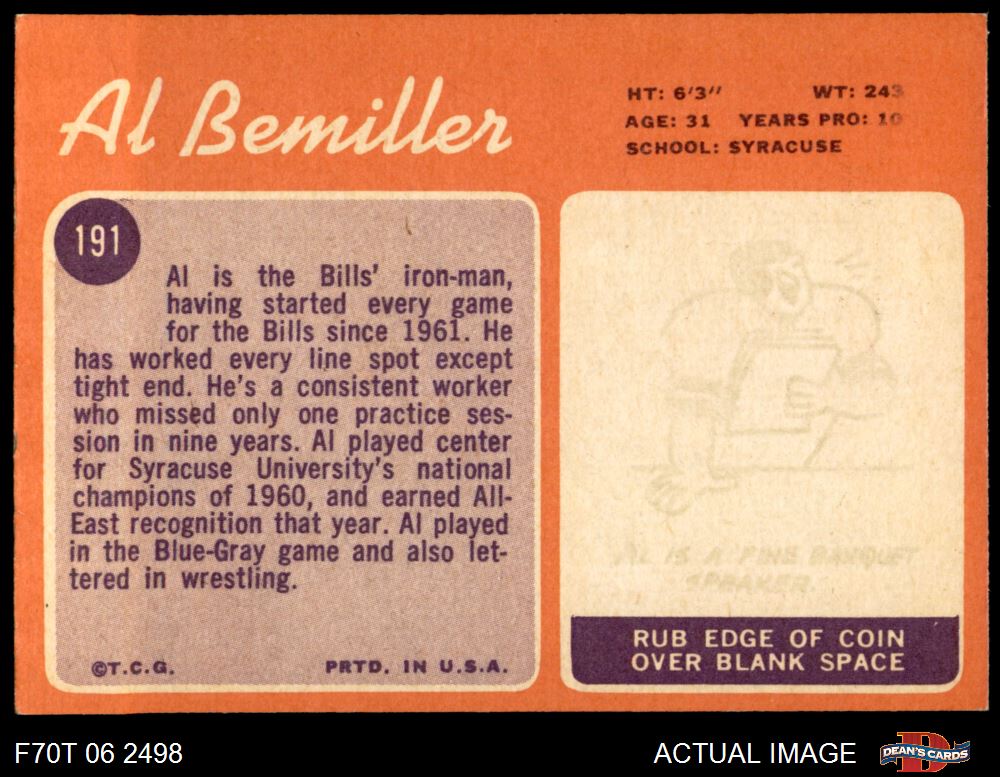 Al Bemiller
HT: 6'3" WT: 243
AGE: 31 YEARS PRO: 10
SCHOOL: SYRACUSE
191
Al is the Bills' iron-man,
having started every game
for the Bills since 1961. He
has worked every line spot except
tight end. He's a consistent worker
who missed only one practice ses-
sion in nine years. Al played center
for Syracuse University's national
champions of 1960, and earned All-
East recognition that year. Al played
in the Blue-Gray game and also let-
tered in wrestling.
©T.C.G. PRTD. IN U.S.A.
AL IS A FINE BANQUET
SPEAKER.
RUB EDGE OF COIN
OVER BLANK SPACE
F70T 06 2498
ACTUAL IMAGE
DEAN'S CARDS